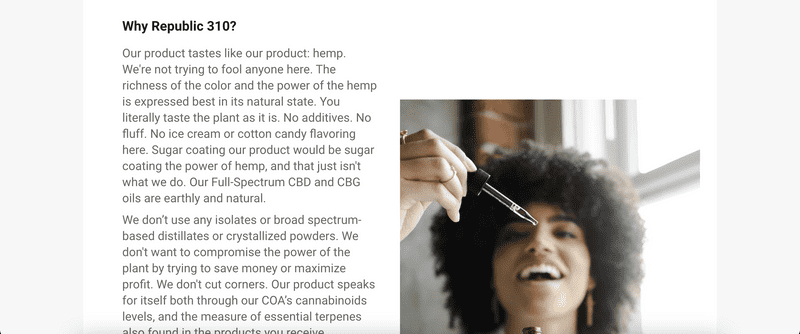 Why Republic 310?
Our product tastes like our product: hemp.
We're not trying to fool anyone here. The
richness of the color and the power of the hemp
is expressed best in its natural state. You
literally taste the plant as it is. No additives. No
fluff. No ice cream or cotton candy flavoring
here. Sugar coating our product would be sugar
coating the power of hemp, and that just isn't
what we do. Our Full-Spectrum CBD and CBG
oils are earthly and natural.
We don't use any isolates or broad spectrum-
based distillates or crystallized powders. We
don't want to compromise the power of the
plant by trying to save money or maximize
profit. We don't cut corners. Our product speaks
for itself both through our COA's cannabinoids
levels, and the measure of essential terpenes
also found in the products you receive.